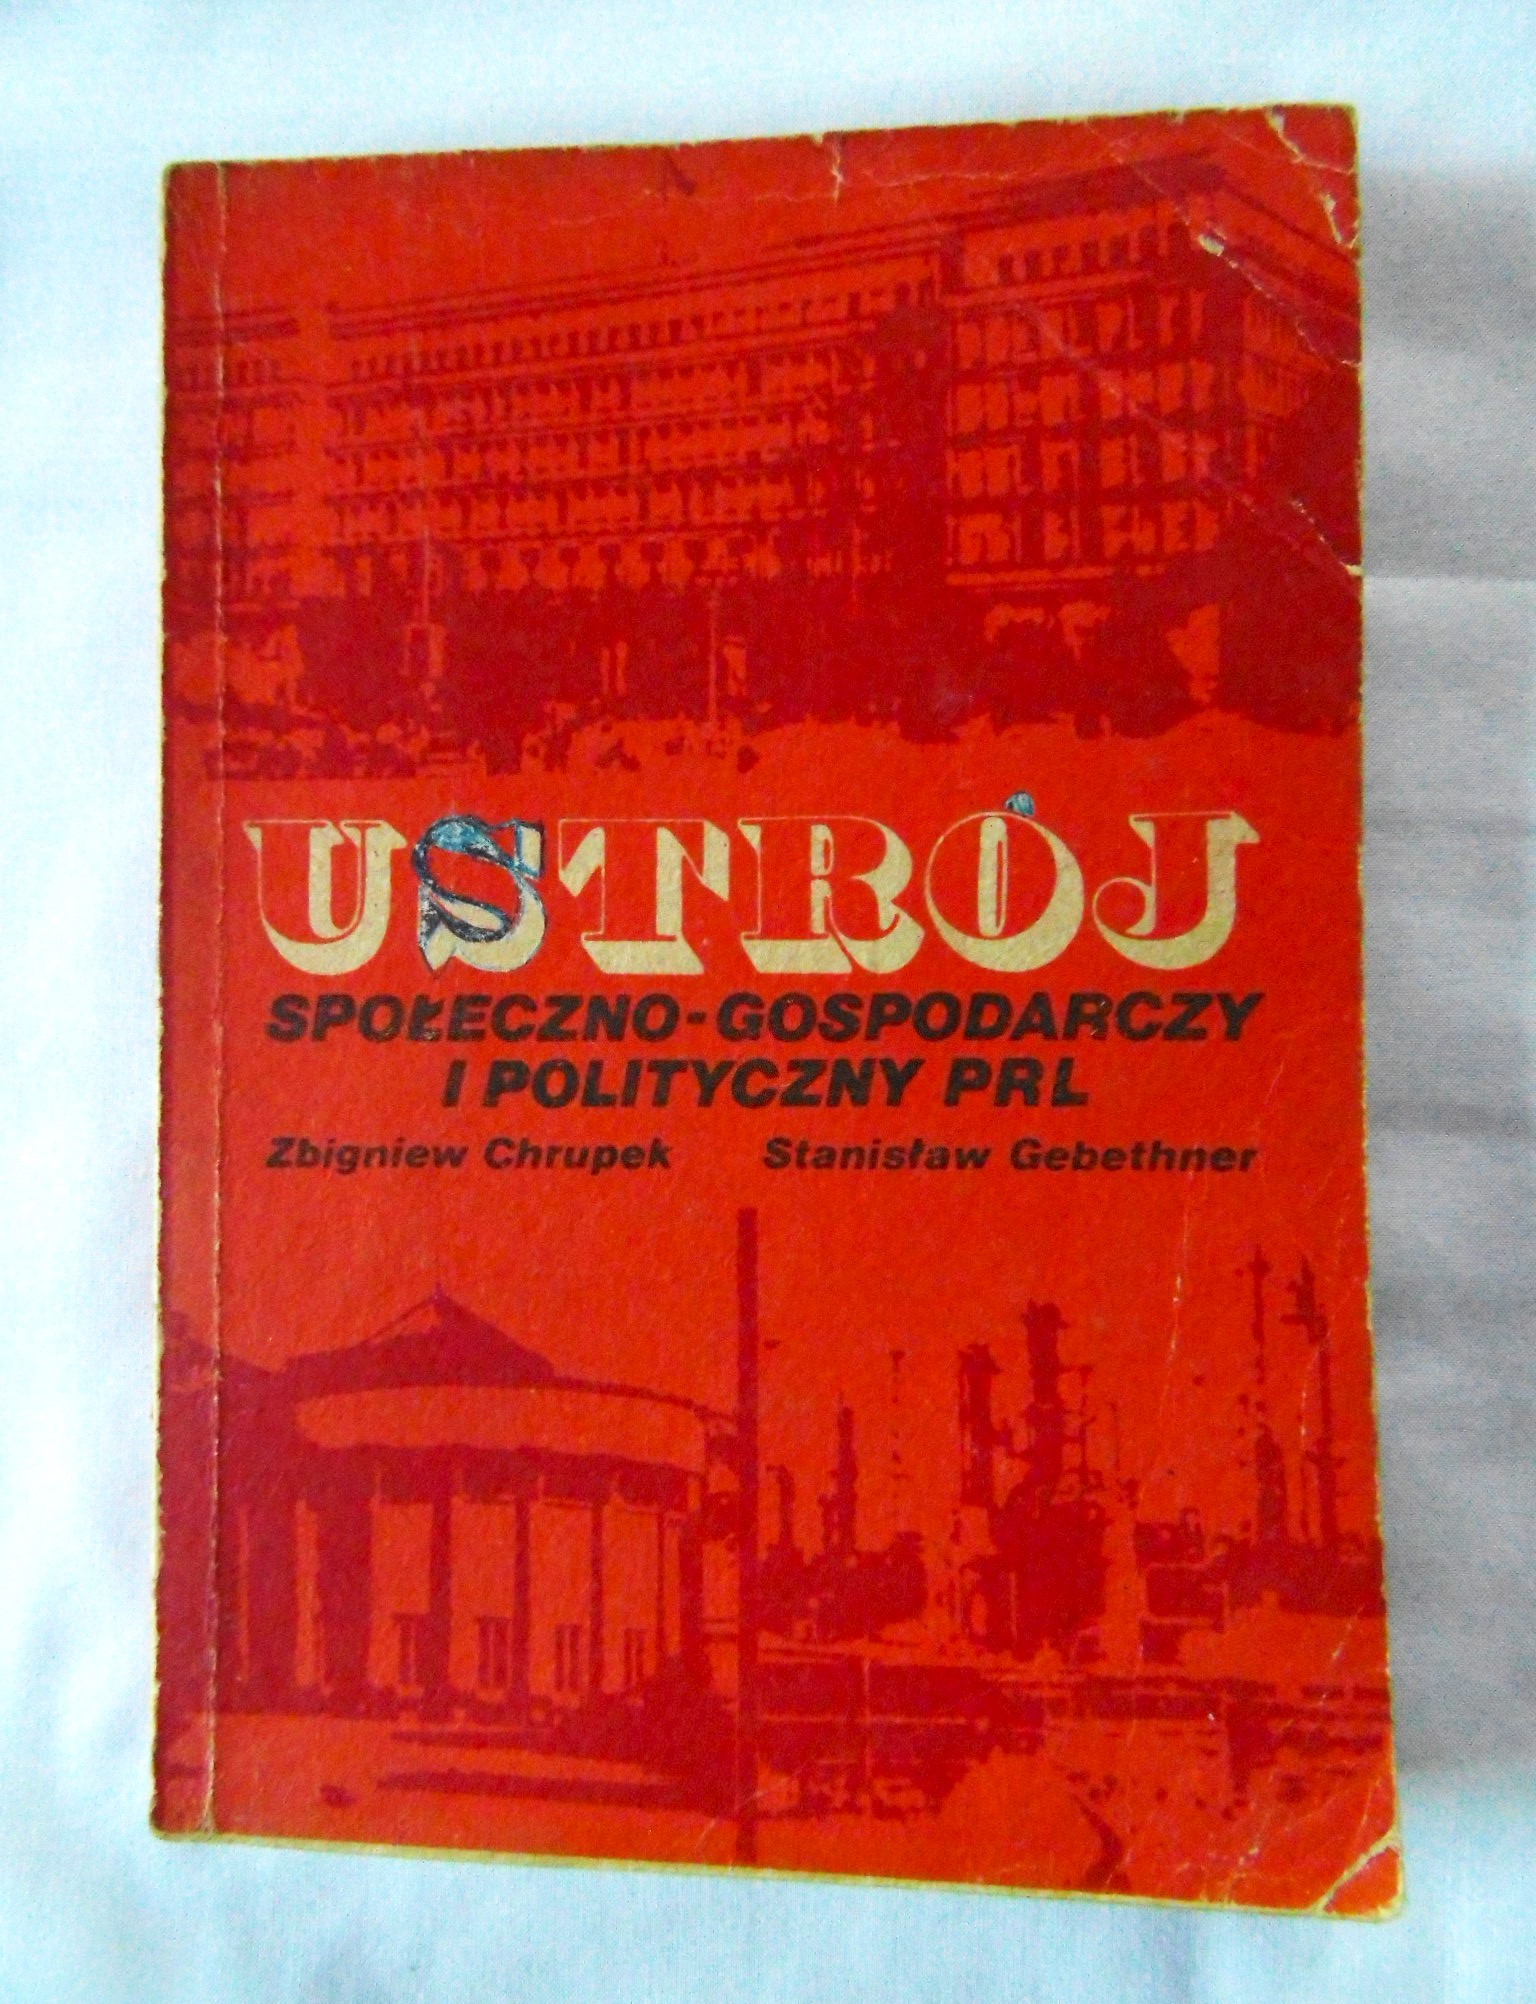 USTRÓJ
SPOŁECZNO-GOSPODARCZY
I POLITYCZNY PRL
Zbigniew Chrupek Stanisław Gebethner